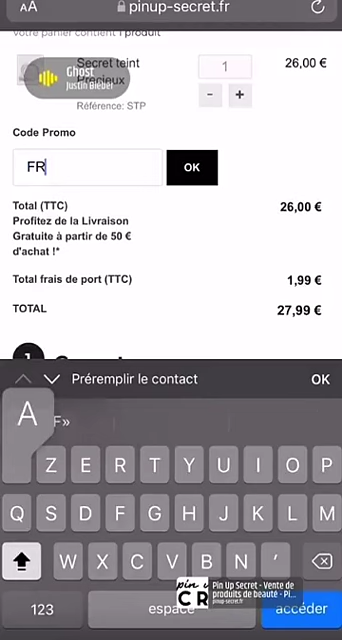 AA pinup-secret.fr
Votre panier contient 1 produit
Secret teint
Précieux
1
26,00 €
Ghost
Justin Bieber
- +
Référence: STP
Code Promo
FR
OK
Total (TTC)
26,00 €
Profitez de la Livraison
Gratuite à partir de 50 €
d'achat !*
Total frais de port (TTC)
1,99 €
TOTAL
27,99 €
1
Préremplir le contact
OK
A
F»
Z E R T Y U I O P
Q S D F G H J K L M
W X C V B N ʼ
123
espace
accéder
pin u
C R
Pin Up Secret - Vente de
produits de beauté - Pi...
pinup-secret.fr